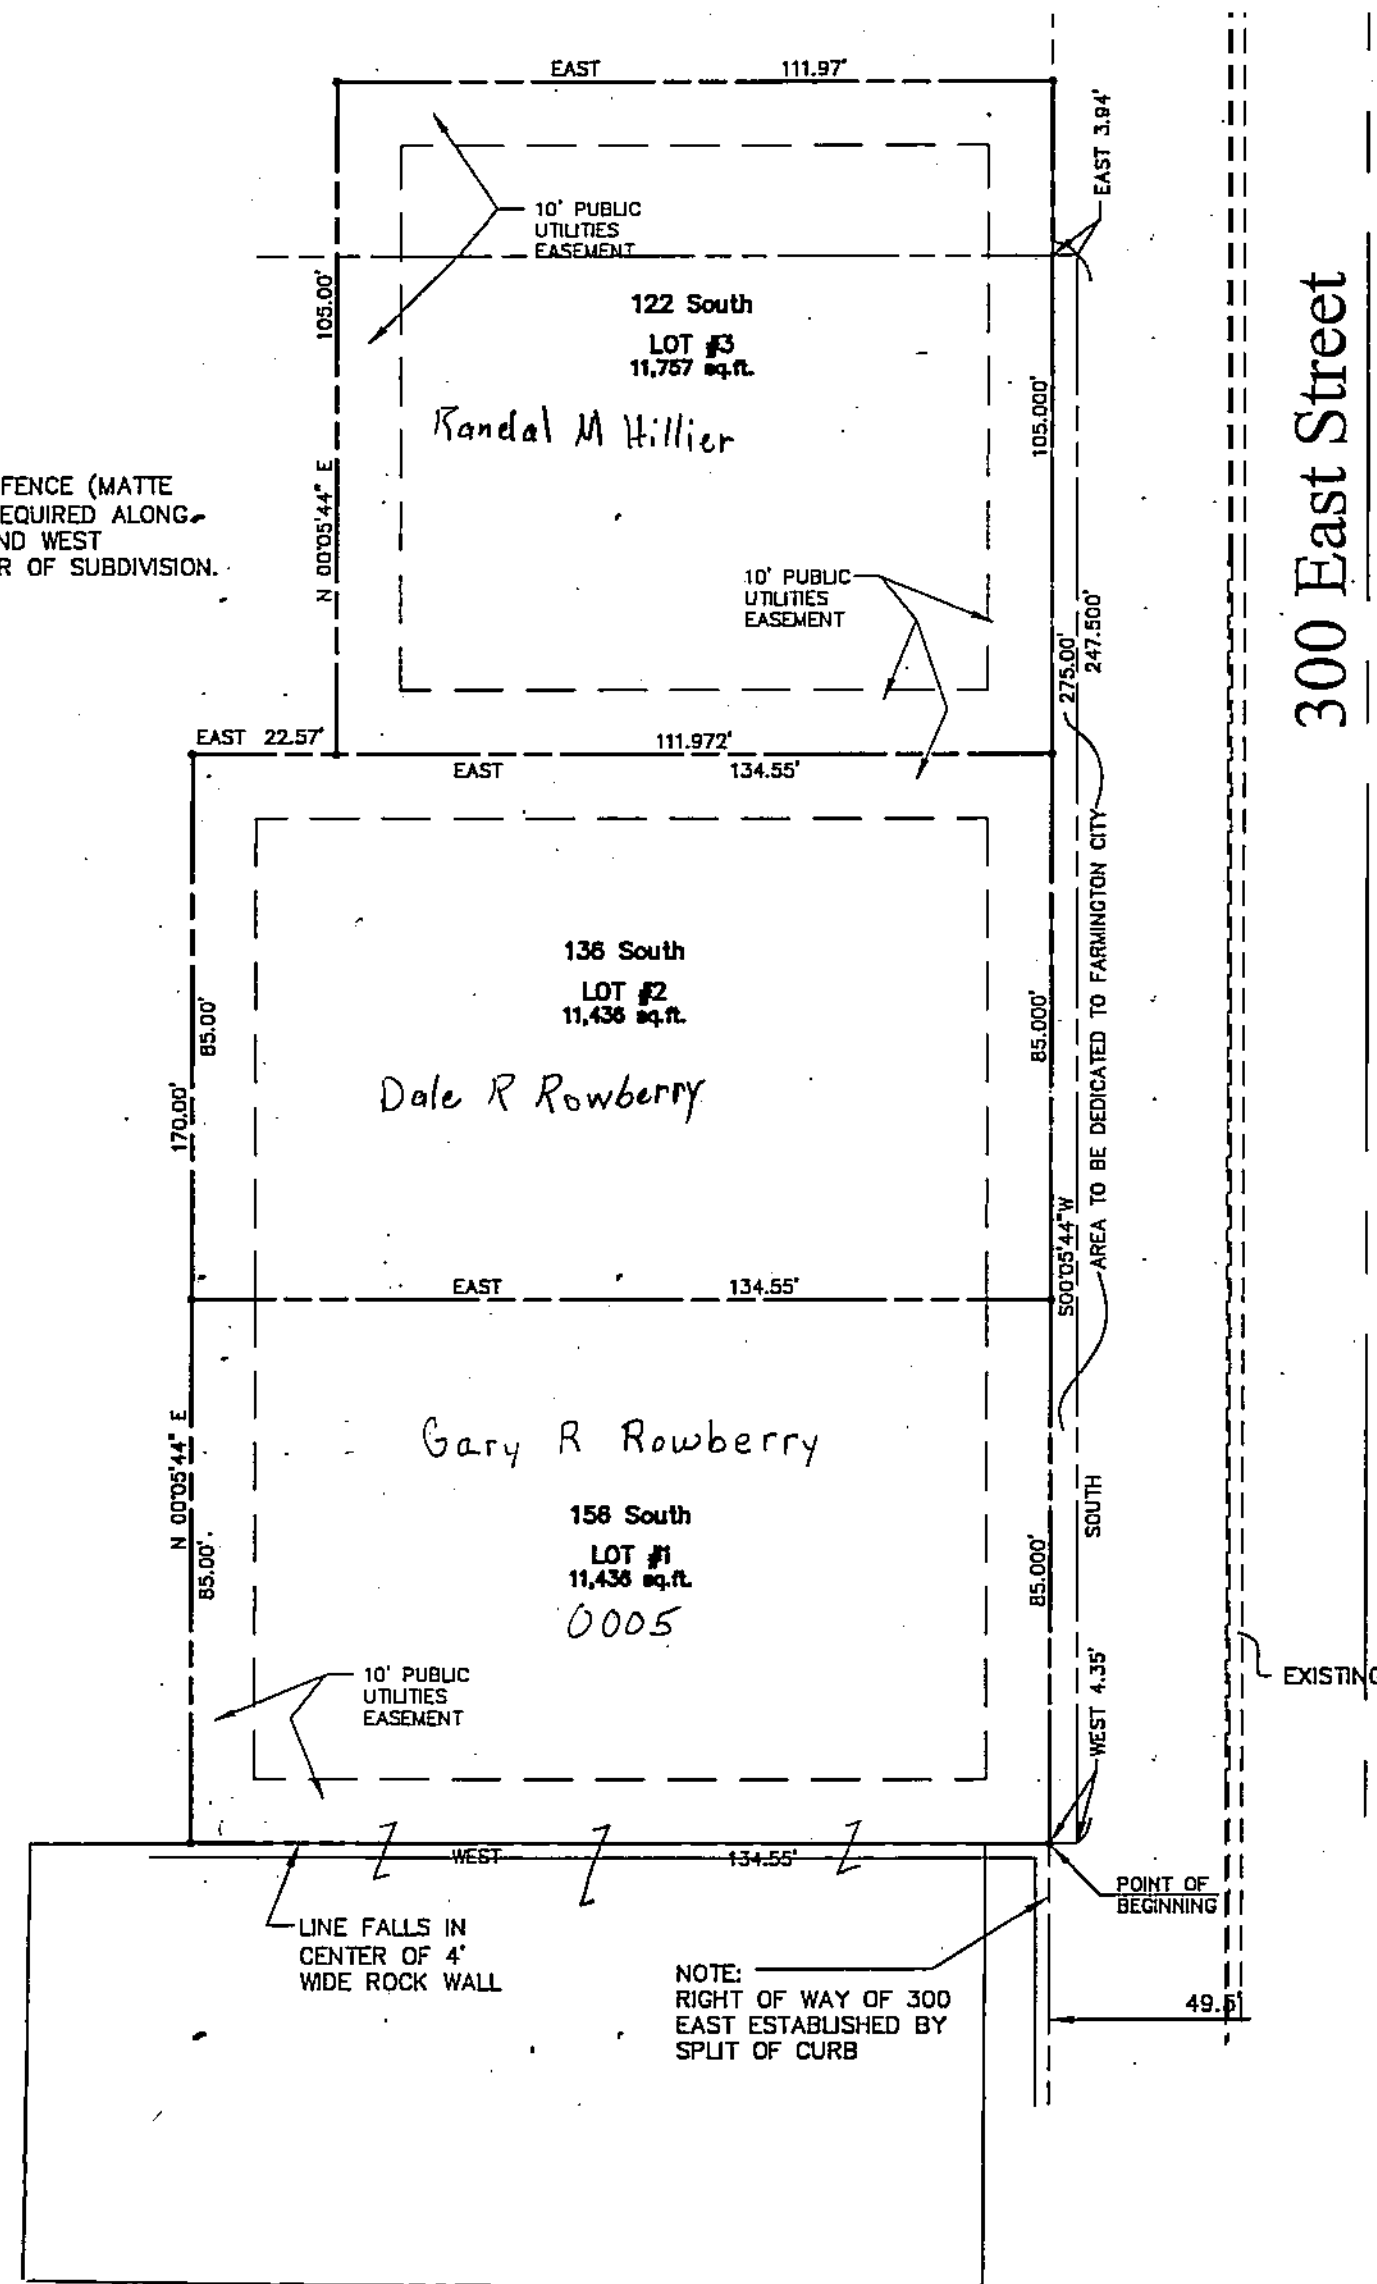 EAST 111.97'
EAST 3.94'
10' PUBLIC
UTILITIES
EASEMENT
122 South
LOT #3
11,757 sq.ft.
Randal M Hillier
105.00'
N 00°05'44" E
105.000'
300 East Street
FENCE (MATTE
EQUIRED ALONG
ND WEST
R OF SUBDIVISION.
10' PUBLIC
UTILITIES
EASEMENT
275.00'
247.500'
EAST 22.57'
111.972'
EAST 134.55'
AREA TO BE DEDICATED TO FARMINGTON CITY
136 South
LOT #2
11,436 sq.ft.
Dale R Rowberry
85.00'
170.00'
85.000'
S00°05'44"W
EAST 134.55'
Gary R Rowberry
158 South
LOT #1
11,436 sq.ft.
0005
N 00°05'44" E
85.00'
85.000'
SOUTH
10' PUBLIC
UTILITIES
EASEMENT
WEST 4.35'
EXISTING
WEST 134.55'
POINT OF
BEGINNING
LINE FALLS IN
CENTER OF 4'
WIDE ROCK WALL
NOTE:
RIGHT OF WAY OF 300
EAST ESTABLISHED BY
SPLIT OF CURB
49.5'